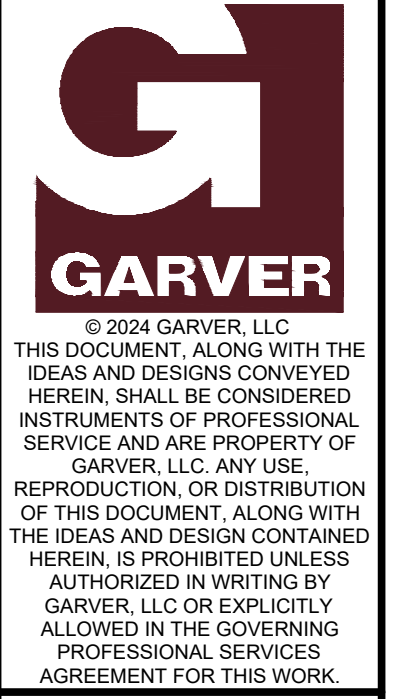 GARVER
© 2024 GARVER, LLC
THIS DOCUMENT, ALONG WITH THE
IDEAS AND DESIGNS CONVEYED
HEREIN, SHALL BE CONSIDERED
INSTRUMENTS OF PROFESSIONAL
SERVICE AND ARE PROPERTY OF
GARVER, LLC. ANY USE,
REPRODUCTION, OR DISTRIBUTION
OF THIS DOCUMENT, ALONG WITH
THE IDEAS AND DESIGN CONTAINED
HEREIN, IS PROHIBITED UNLESS
AUTHORIZED IN WRITING BY
GARVER, LLC OR EXPLICITLY
ALLOWED IN THE GOVERNING
PROFESSIONAL SERVICES
AGREEMENT FOR THIS WORK.